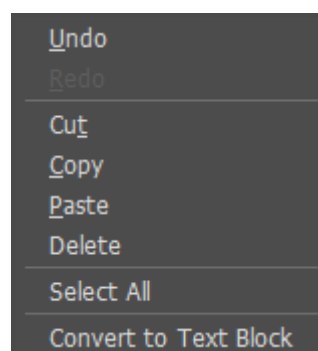 Undo
Redo
Cut
Copy
Paste
Delete
Select All
Convert to Text Block